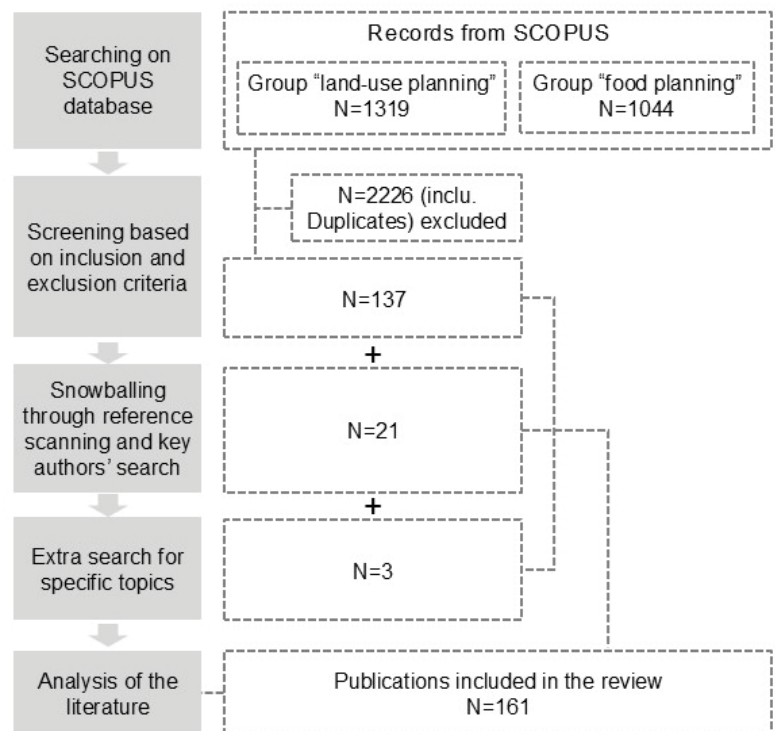 Searching on
SCOPUS
database
Records from SCOPUS
Group “land-use planning”
N=1319
Group “food planning”
N=1044
Screening based
on inclusion and
exclusion criteria
N=2226 (inclu.
Duplicates) excluded
N=137
+
Snowballing
through reference
scanning and key
authors’ search
N=21
+
Extra search for
specific topics
N=3
Analysis of the
literature
Publications included in the review
N=161